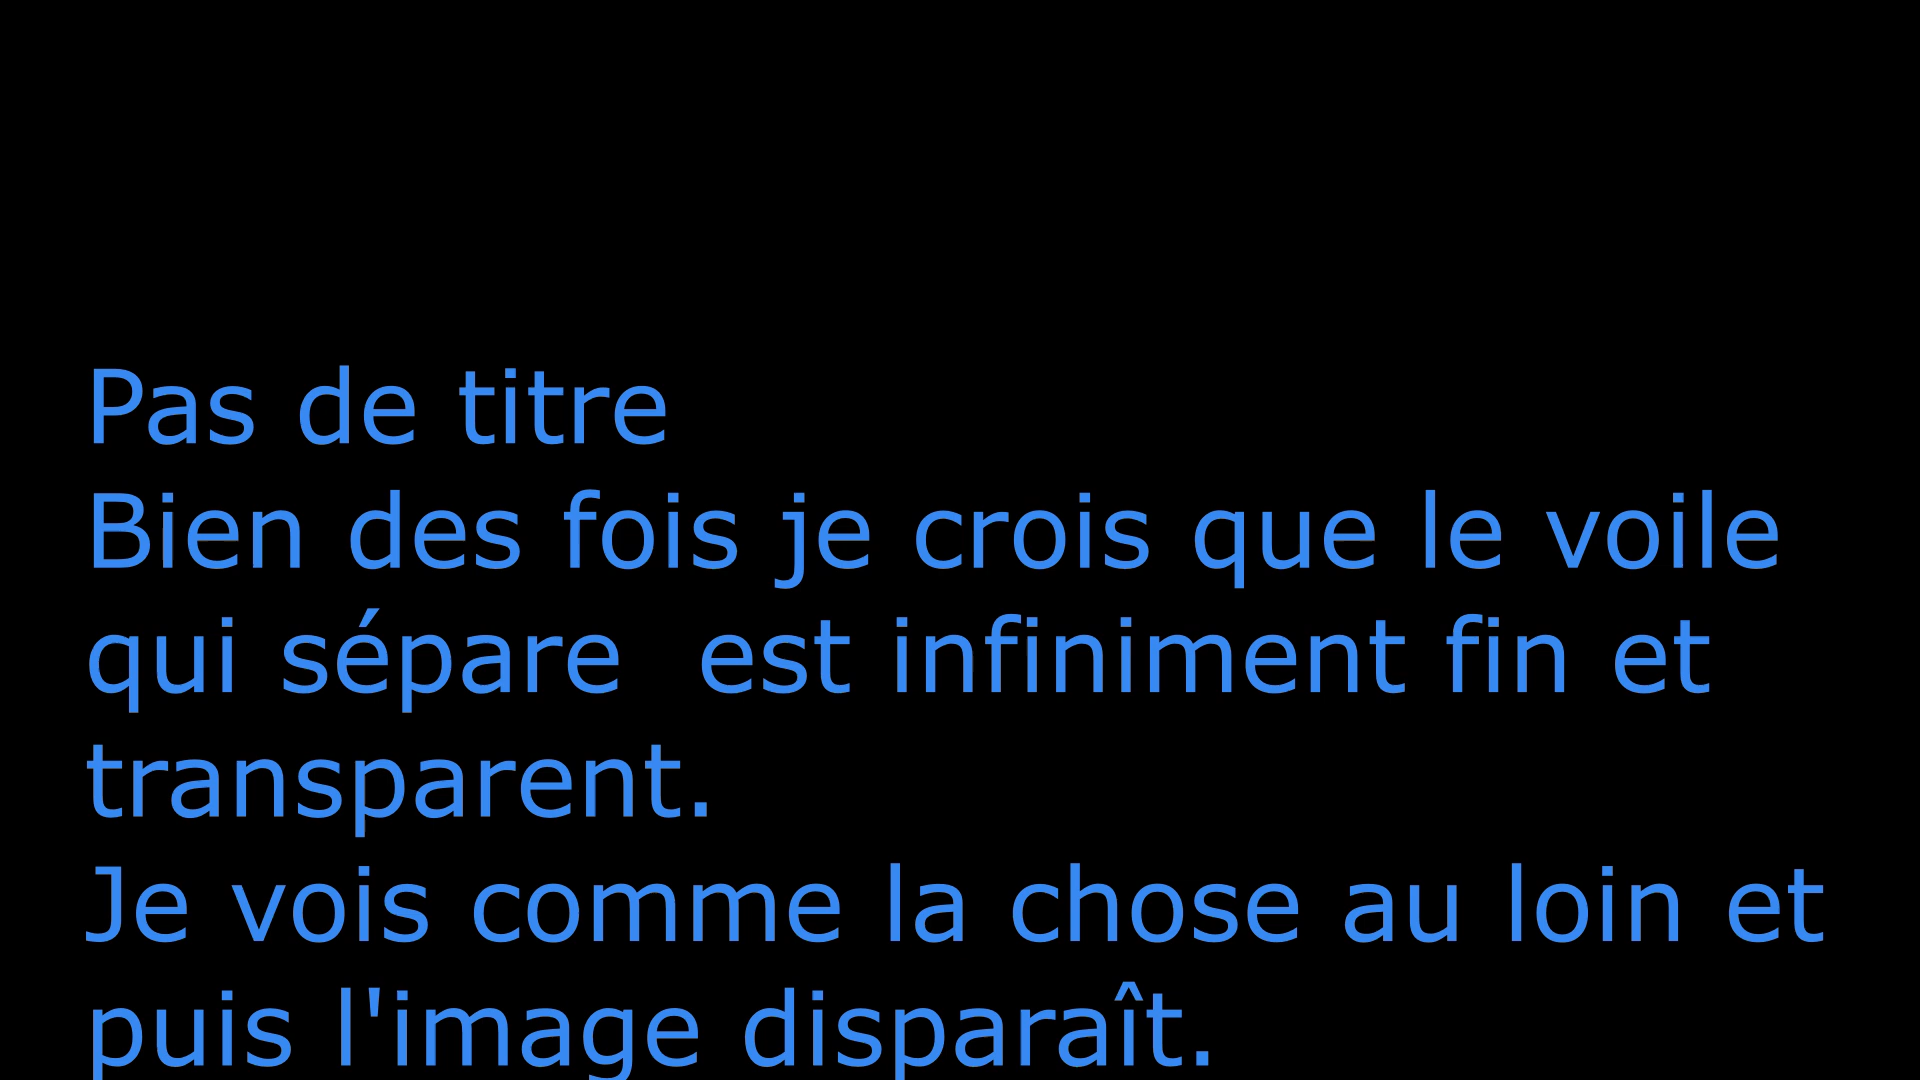 Pas de titre
Bien des fois je crois que le voile
qui sépare  est infiniment fin et
transparent.
Je vois comme la chose au loin et
puis l'image disparaît.